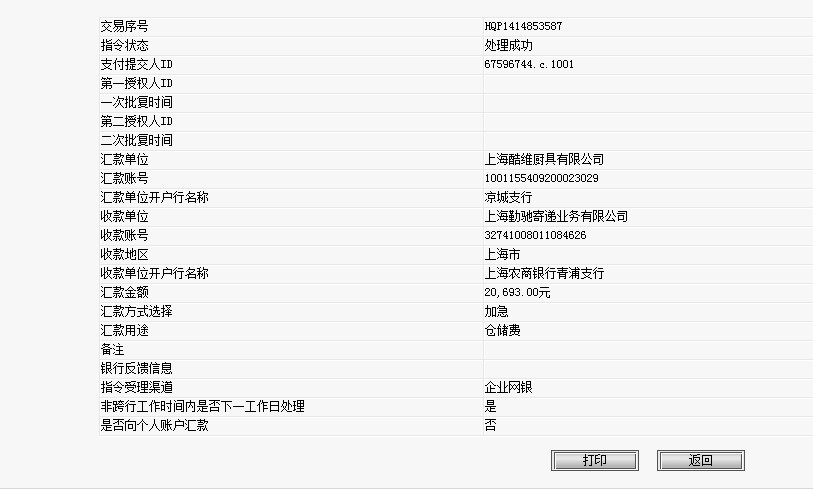 交易序号 HQP1414853587
指令状态 处理成功
支付提交人ID 67596744.c.1001
第一授权人ID
一次批复时间
第二授权人ID
二次批复时间
汇款单位 上海酷维厨具有限公司
汇款账号 1001155409200023029
汇款单位开户行名称 凉城支行
收款单位 上海勤驰寄递业务有限公司
收款账号 32741008011084626
收款地区 上海市
收款单位开户行名称 上海农商银行青浦支行
汇款金额 20,693.00元
汇款方式选择 加急
汇款用途 仓储费
备注
银行反馈信息
指令受理渠道 企业网银
非跨行工作时间内是否下一工作日处理 是
是否向个人账户汇款 否
打印 返回